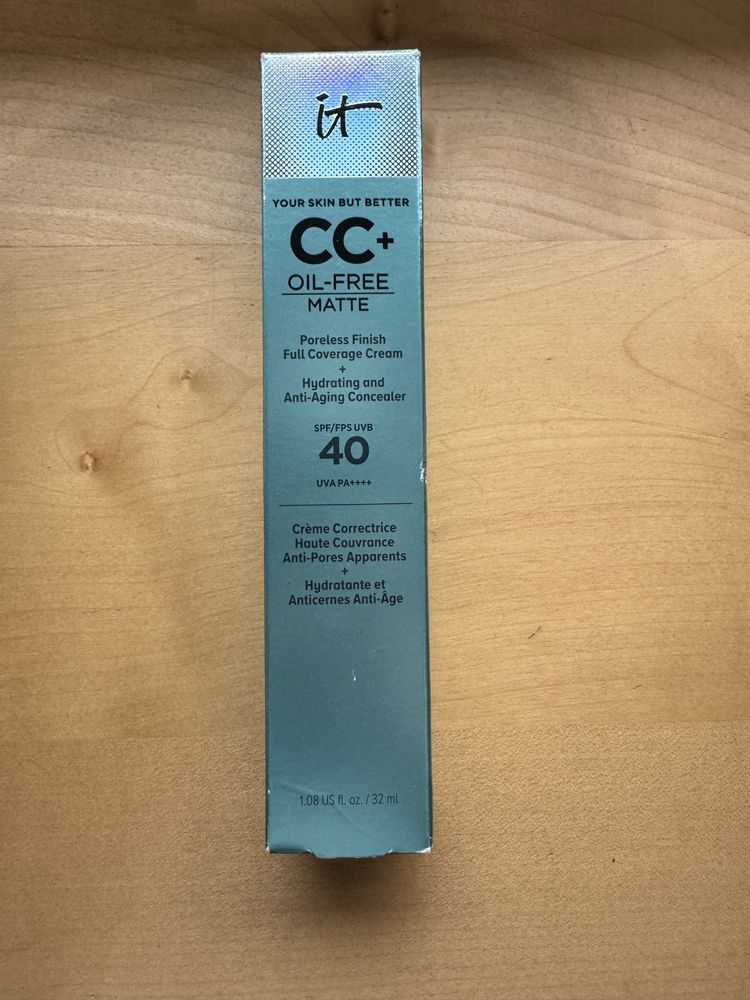 it
YOUR SKIN BUT BETTER
CC+
OIL-FREE
MATTE
Poreless Finish
Full Coverage Cream
+
Hydrating and
Anti-Aging Concealer
SPF/FPS UVB
40
UVA PA++++
Crème Correctrice
Haute Couvrance
Anti-Pores Apparents
+
Hydratante et
Anticernes Anti-Âge
1.08 US fl. oz. / 32 ml